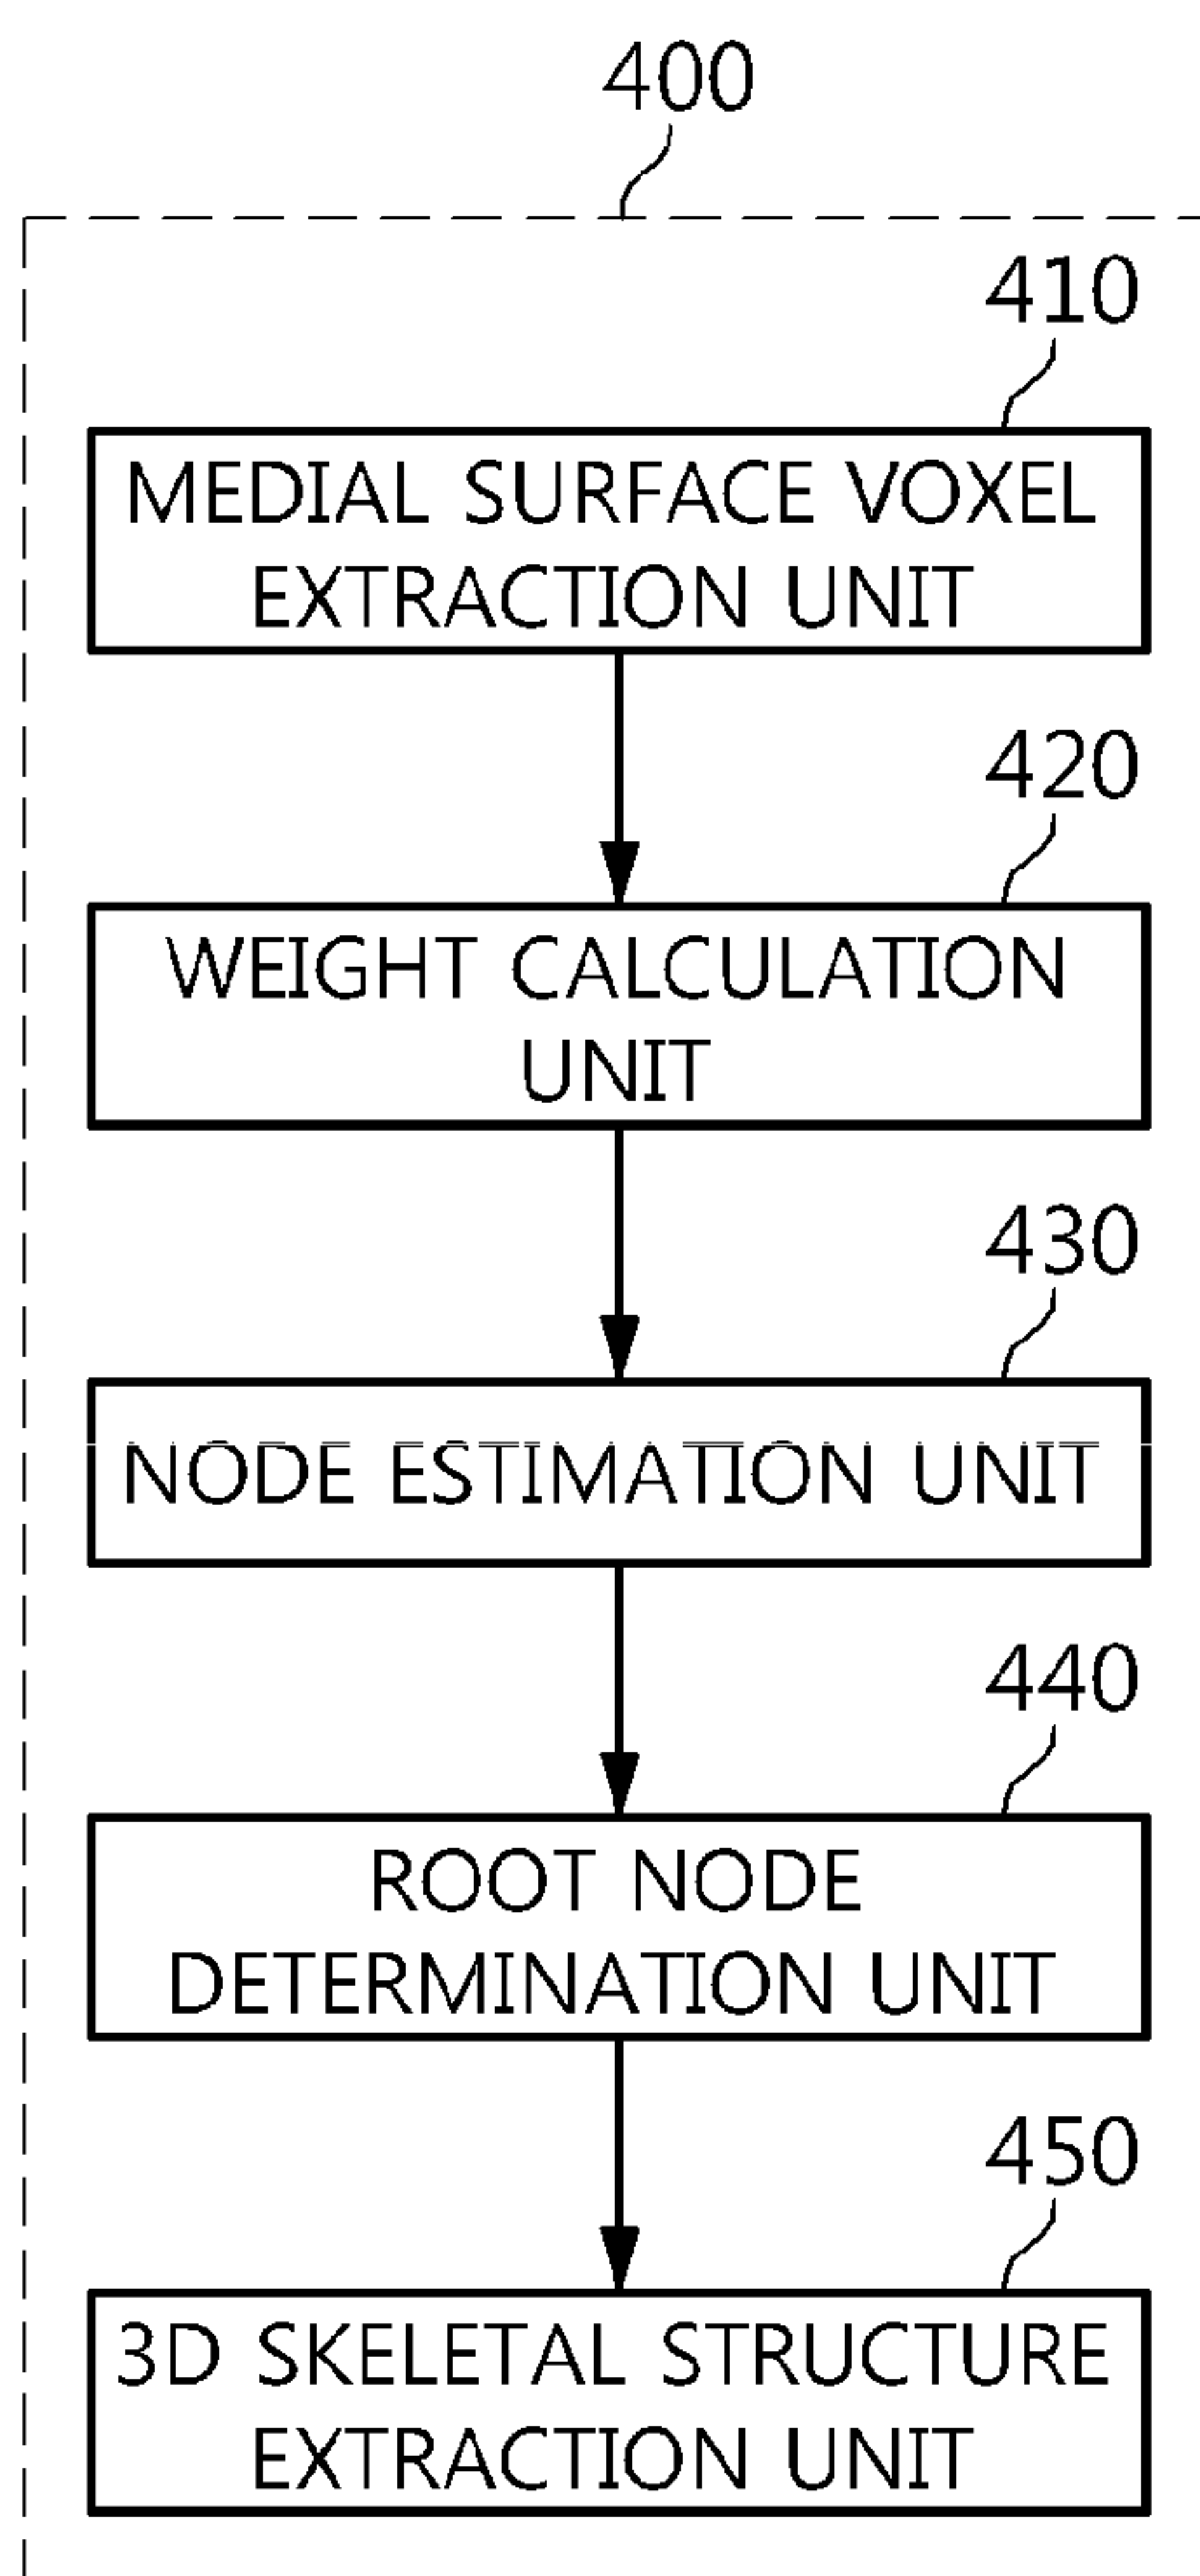 400
410
MEDIAL SURFACE VOXEL
EXTRACTION UNIT
420
WEIGHT CALCULATION
UNIT
430
NODE ESTIMATION UNIT
440
ROOT NODE
DETERMINATION UNIT
450
3D SKELETAL STRUCTURE
EXTRACTION UNIT